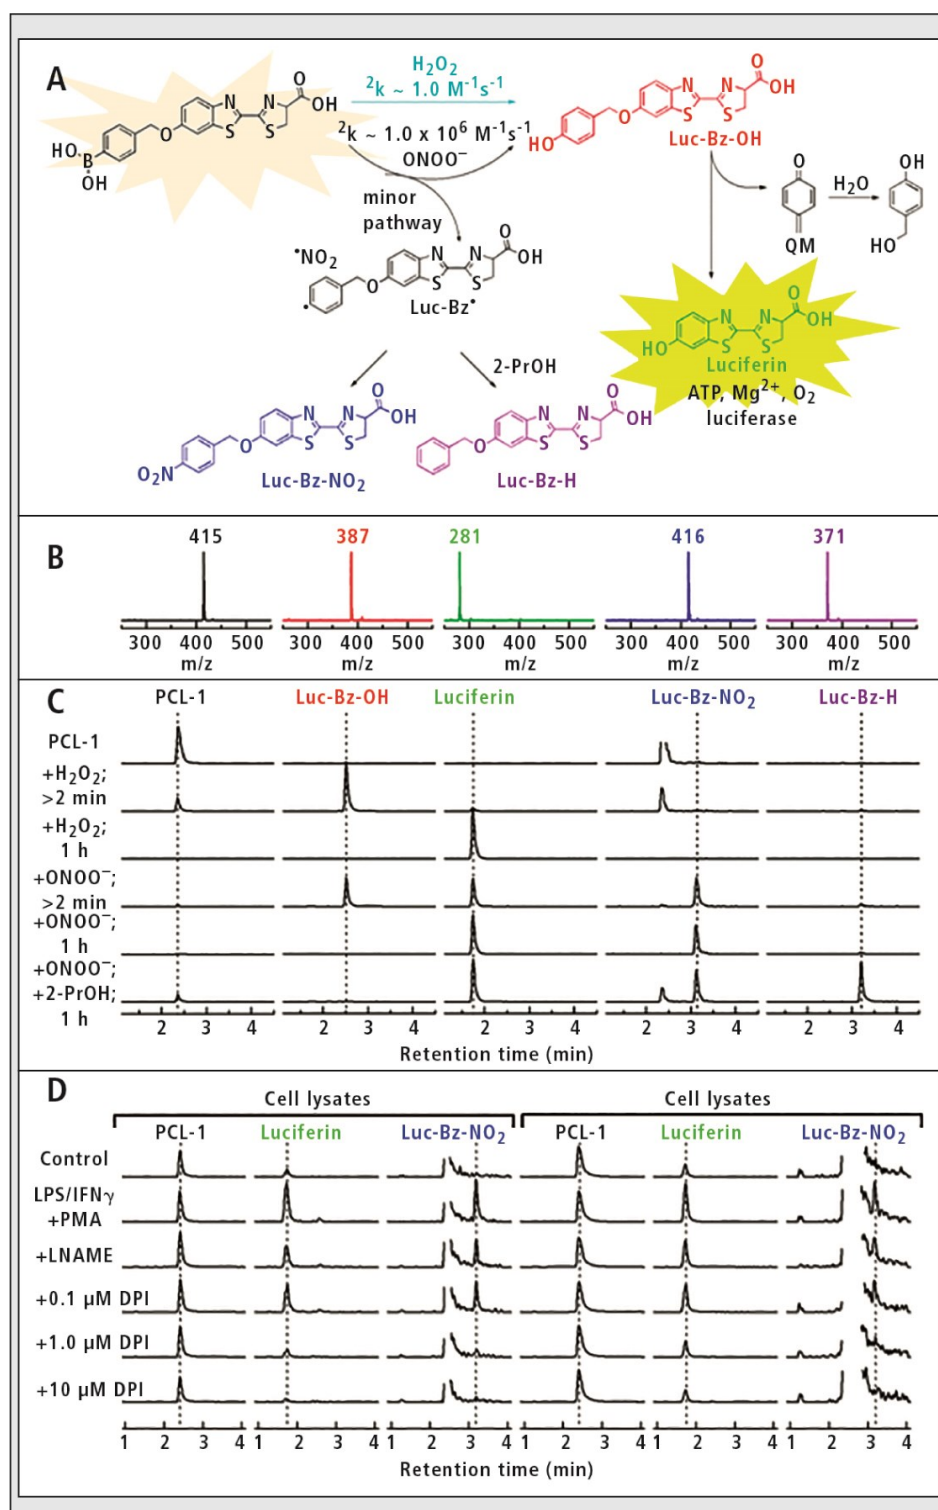 A
H₂O₂
²k ~ 1.0 M⁻¹s⁻¹
²k ~ 1.0 x 10⁶ M⁻¹s⁻¹
ONOO⁻
minor
pathway
N
N
O
OH
S
S
O
HO
B
OH
N
N
O
OH
S
S
O
HO
Luc-Bz-OH
O
QM
H₂O
OH
HO
•NO₂
N
N
O
OH
S
S
O
•
Luc-Bz•
2-PrOH
N
N
O
OH
S
S
HO
Luciferin
ATP, Mg²⁺, O₂
luciferase
N
N
O
OH
S
S
O
O₂N
Luc-Bz-NO₂
N
N
O
OH
S
S
O
Luc-Bz-H
B
415 387 281 416 371
300 400 500 300 400 500 300 400 500 300 400 500 300 400 500
m/z m/z m/z m/z m/z
C
PCL-1 Luc-Bz-OH Luciferin Luc-Bz-NO₂ Luc-Bz-H
PCL-1
+H₂O₂;
>2 min
+H₂O₂;
1 h
+ONOO⁻;
>2 min
+ONOO⁻;
1 h
+ONOO⁻;
+2-PrOH;
1 h
2 3 4 2 3 4 2 3 4 2 3 4 2 3 4
Retention time (min)
D
Cell lysates Cell lysates
PCL-1 Luciferin Luc-Bz-NO₂ PCL-1 Luciferin Luc-Bz-NO₂
Control
LPS/IFNγ
+PMA
+LNAME
+0.1 μM DPI
+1.0 μM DPI
+10 μM DPI
1 2 3 4 1 2 3 4 1 2 3 4 1 2 3 4 1 2 3 4 1 2 3 4
Retention time (min)